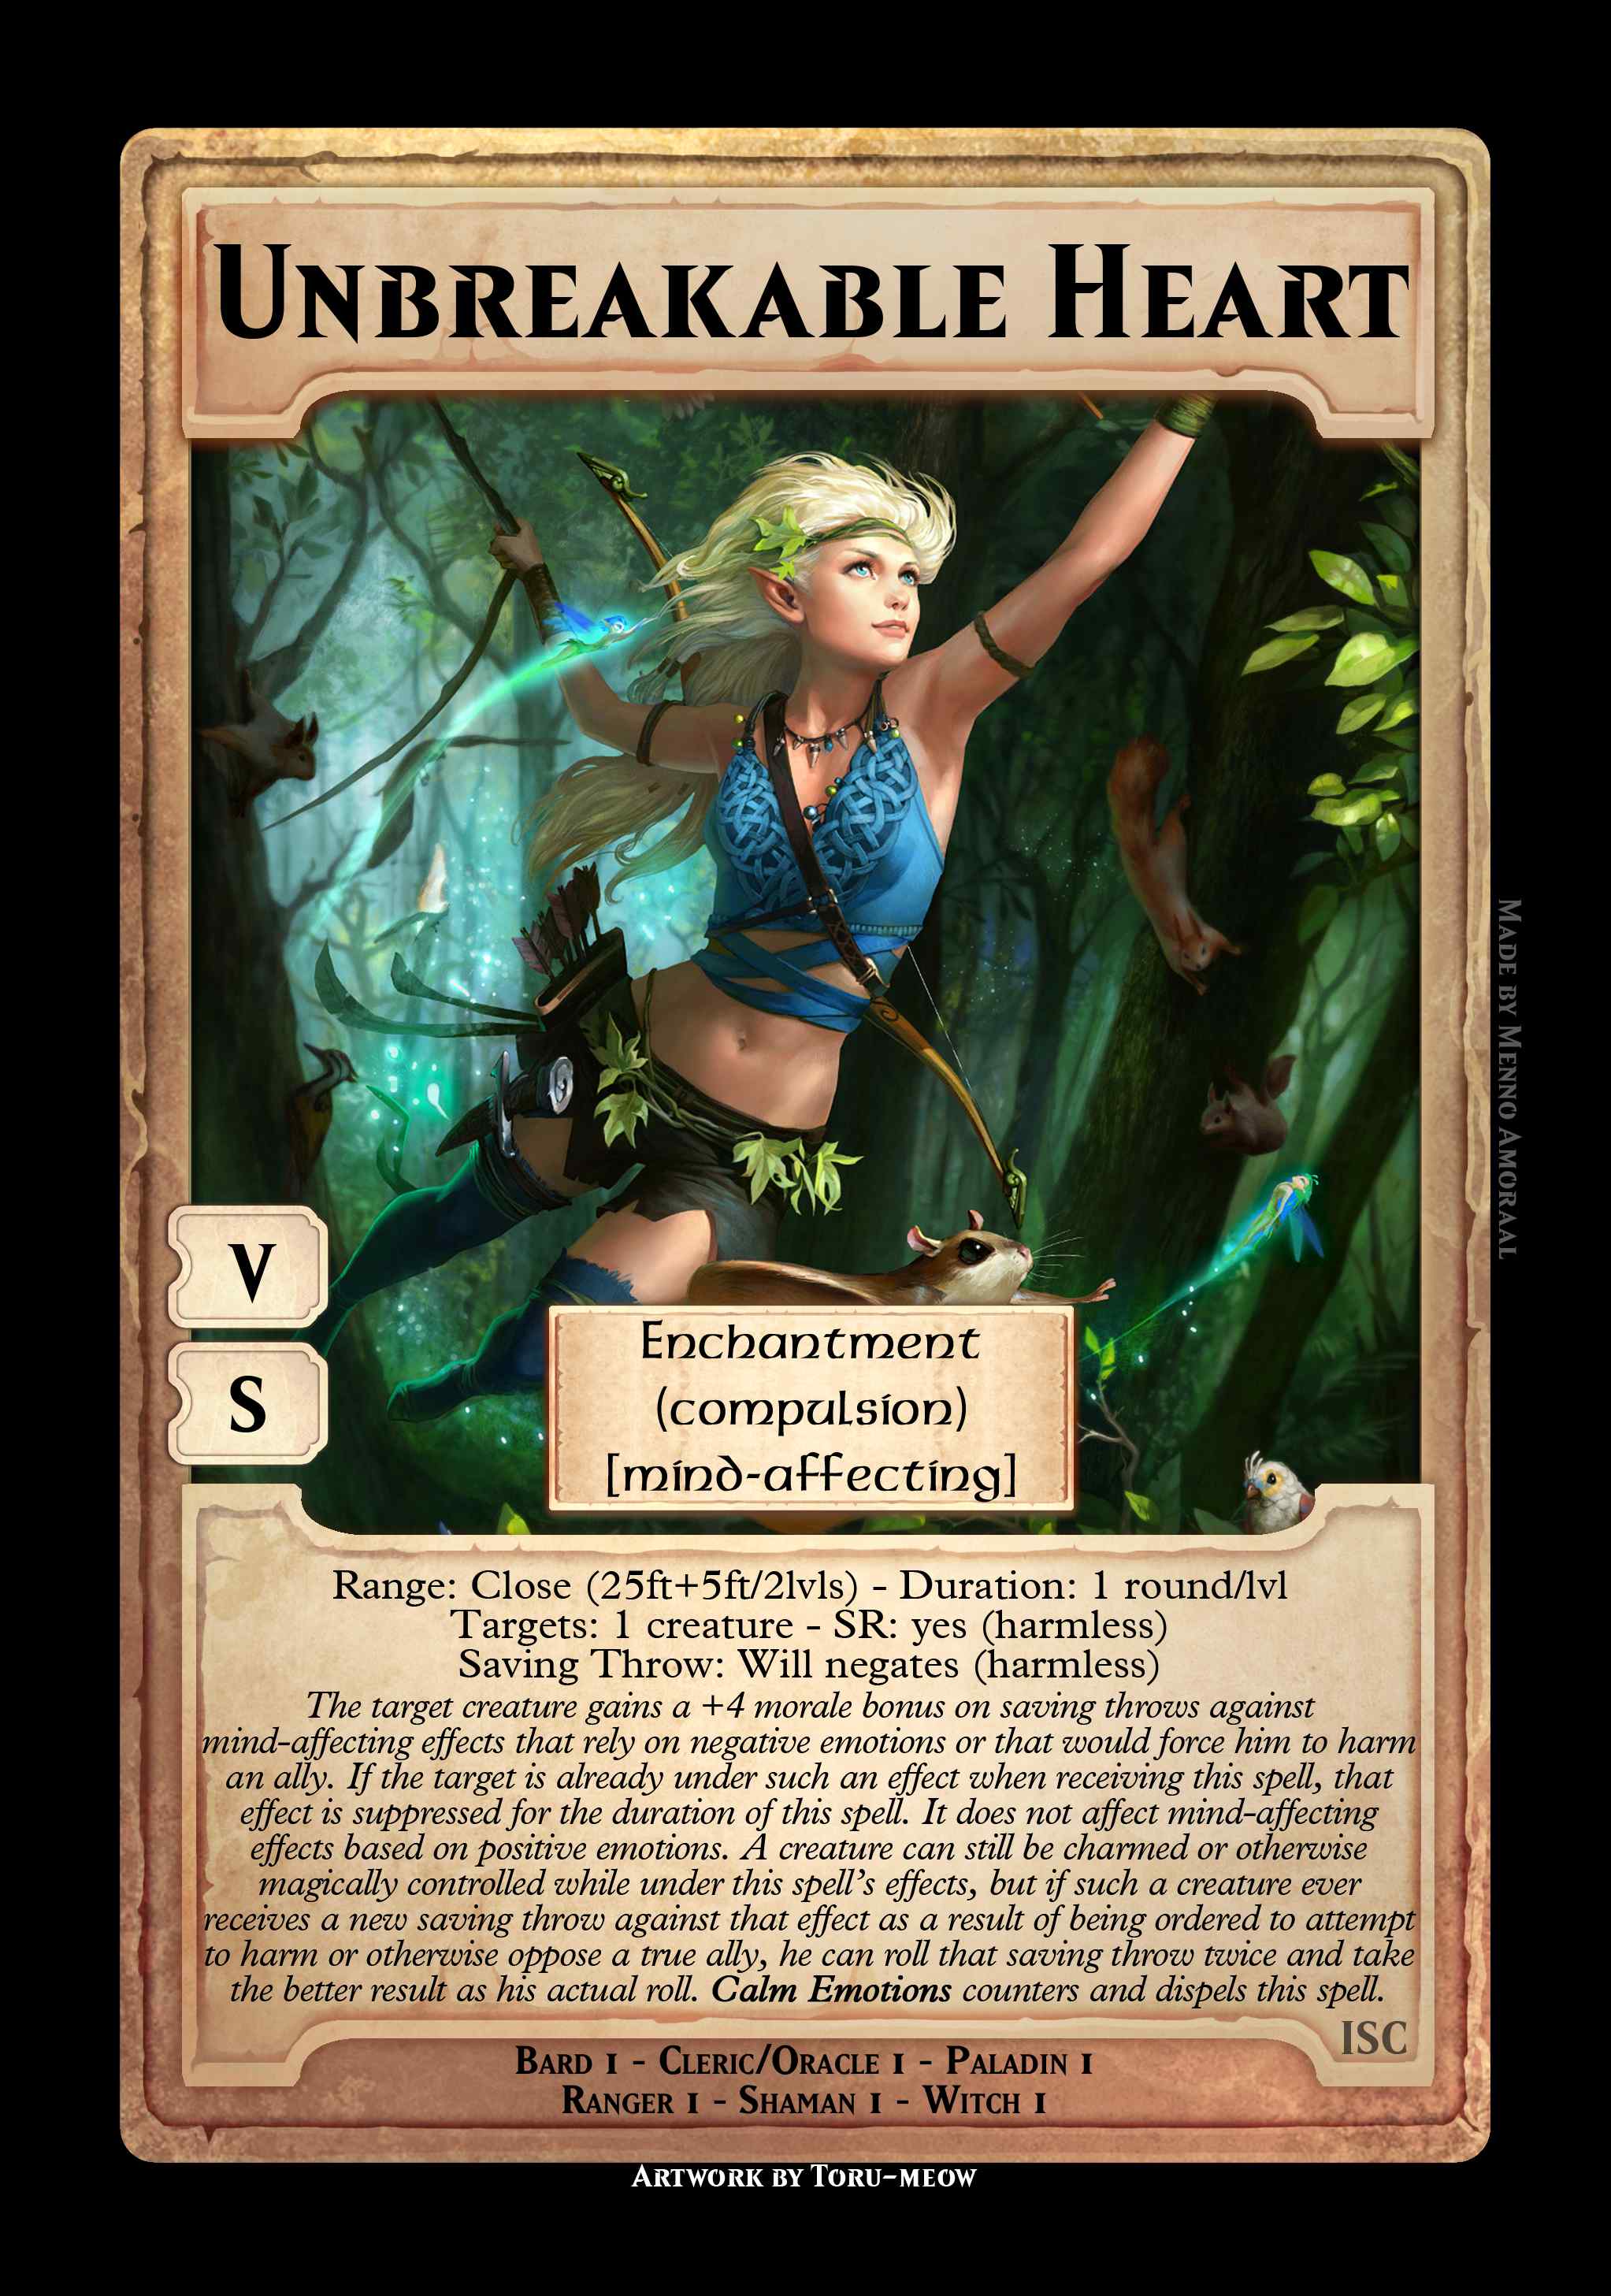 Unbreakable Heart
V
S
Enchantment
(compulsion)
[mind-affecting]
Range: Close (25ft+5ft/2lvls) - Duration: 1 round/lvl
Targets: 1 creature - SR: yes (harmless)
Saving Throw: Will negates (harmless)
The target creature gains a +4 morale bonus on saving throws against
mind-affecting effects that rely on negative emotions or that would force him to harm
an ally. If the target is already under such an effect when receiving this spell, that
effect is suppressed for the duration of this spell. It does not affect mind-affecting
effects based on positive emotions. A creature can still be charmed or otherwise
magically controlled while under this spell's effects, but if such a creature ever
receives a new saving throw against that effect as a result of being ordered to attempt
to harm or otherwise oppose a true ally, he can roll that saving throw twice and take
the better result as his actual roll. Calm Emotions counters and dispels this spell.
ISC
Bard 1 - Cleric/Oracle 1 - Paladin 1
Ranger 1 - Shaman 1 - Witch 1
Artwork by Toru-meow
Made by Menno Amoraal